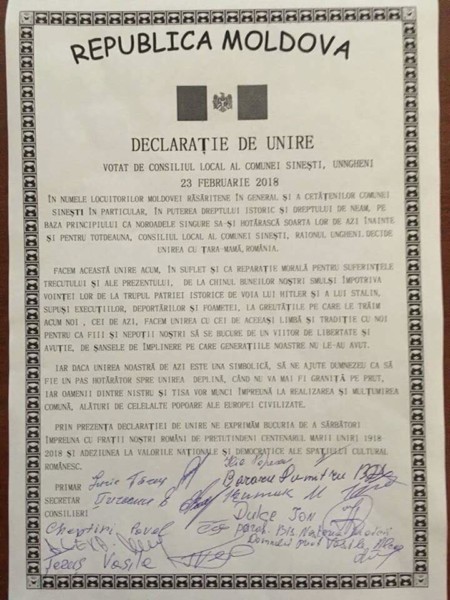 REPUBLICA MOLDOVA
DECLARAȚIE DE UNIRE
VOTAT DE CONSILIUL LOCAL AL COMUNEI SINEȘTI, UNNGHENI
23 FEBRUARIE 2018
ÎN NUMELE LOCUITORILOR MOLDOVEI RĂSĂRITENE ÎN GENERAL ȘI A CETĂȚENILOR COMUNEI
SINEȘTI ÎN PARTICULAR, ÎN PUTEREA DREPTULUI ISTORIC ȘI DREPTULUI DE NEAM, PE
BAZA PRINCIPIULUI CA NOROADELE SINGURE SA-ȘI HOTĂRASCĂ SOARTA LOR DE AZI ÎNAINTE
ȘI PENTRU TOTDEAUNA, CONSILIUL LOCAL AL COMUNEI SINEȘTI, RAIONUL UNGHENI.DECIDE
UNIREA CU ȚARA-MAMĂ,ROMÂNIA.
FACEM ACEASTĂ UNIRE ACUM, ÎN SUFLET ȘI CA REPARAȚIE MORALĂ PENTRU SUFERINȚELE
TRECUTULUI ȘI ALE PREZENTULUI, DE LA CHINUL BUNEILOR NOȘTRI SMULȘI ÎMPOTRIVA
VOINȚEI LOR DE LA TRUPUL PATRIEI ISTORICE DE VOIA LUI HITLER ȘI A LUI STALIN,
SUPUȘI EXECUȚIILOR, DEPORTĂRILOR ȘI FOAMETEI, LA GREUTĂȚILE PE CARE LE TRĂIM
ACUM NOI , CEI DE AZI, FACEM UNIREA CU CEI DE ACEEAȘI LIMBĂ ȘI TRADIȚIE CU NOI
PENTRU CA FIII ȘI NEPOȚII NOSTRI SĂ SE BUCURE DE UN VIITOR DE LIBERTATE ȘI
AVUȚIE, DE ȘANSELE DE ÎMPLINERE PE CARE GENERAȚIILE NOASTRE NU LE-AU AVUT.
IAR DACA UNIREA NOASTRĂ DE AZI ESTE UNA SIMBOLICĂ, SĂ NE AJUTE DUMNEZEU CA SĂ
FIE UN PAS HOTĂRÂTOR SPRE UNIREA DEPLINĂ, CÂND NU VA MAI FI GRANIȚĂ PE PRUT,
IAR OAMENII DINTRE NISTRU ȘI TISA VOR MUNCI ÎMPREUNĂ LA REALIZAREA ȘI MULTUMIREA
COMUNĂ, ALĂTURI DE CELELALTE POPOARE ALE EUROPEI CIVILIZATE.
PRIN PREZENTA DECLARAȚIE DE UNIRE NE EXPRIMĂM BUCURIA DE A SĂRBĂTORI
ÎMPREUNA CU FRAȚII NOSTRI ROMÂNI DE PRETUTINDENI CENTENARUL MARII UNIRI 1918
2018 ȘI ADEZIUNEA LA VALORILE NAȚIONALE ȘI DEMOCRATICE ALE SPAȚIULUI CULTURAL
ROMÂNESC.
PRIMAR
SECRETAR
CONSILIERI
Dumitru
DULCE ION
Pavel
Vasile